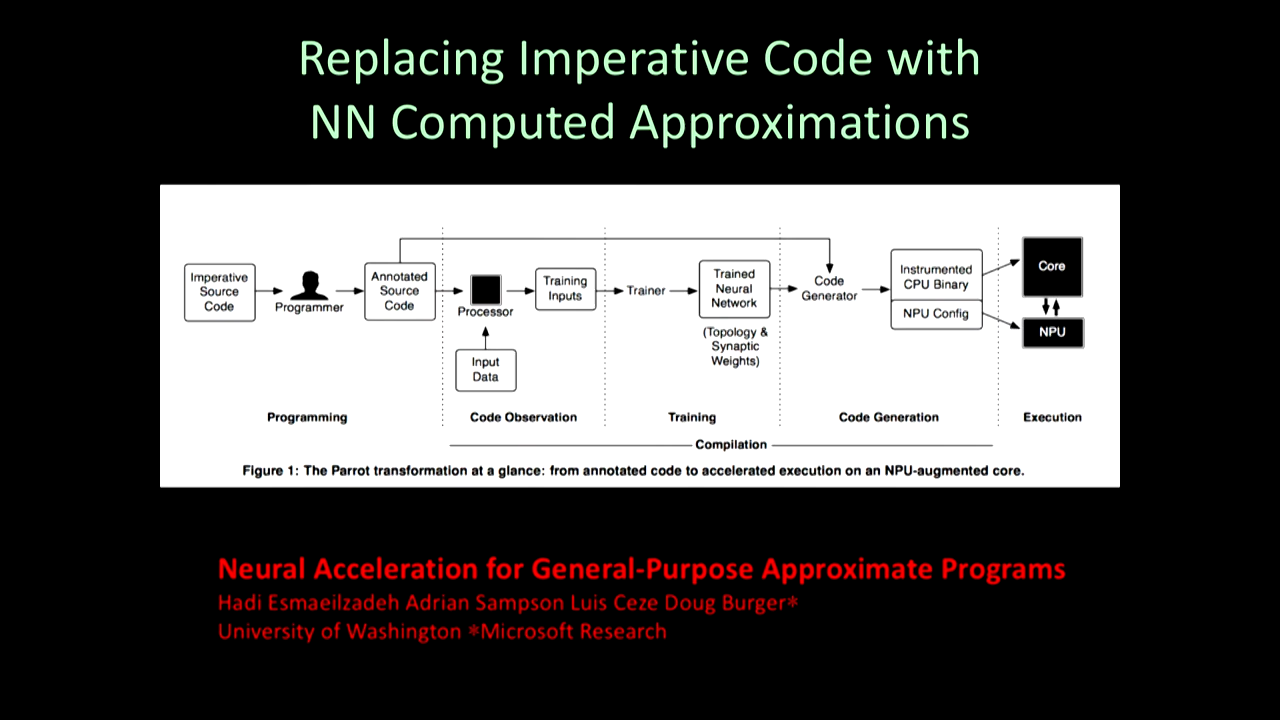 Replacing Imperative Code with
NN Computed Approximations
Imperative
Source
Code
Programmer
Annotated
Source
Code
Processor
Input
Data
Training
Inputs
Trainer
Trained
Neural
Network
(Topology &
Synaptic
Weights)
Code
Generator
Instrumented
CPU Binary
NPU Config
Core
NPU
Programming
Code Observation
Training
Code Generation
Execution
Compilation
Figure 1: The Parrot transformation at a glance: from annotated code to accelerated execution on an NPU-augmented core.
Neural Acceleration for General-Purpose Approximate Programs
Hadi Esmaeilzadeh Adrian Sampson Luis Ceze Doug Burger*
University of Washington *Microsoft Research